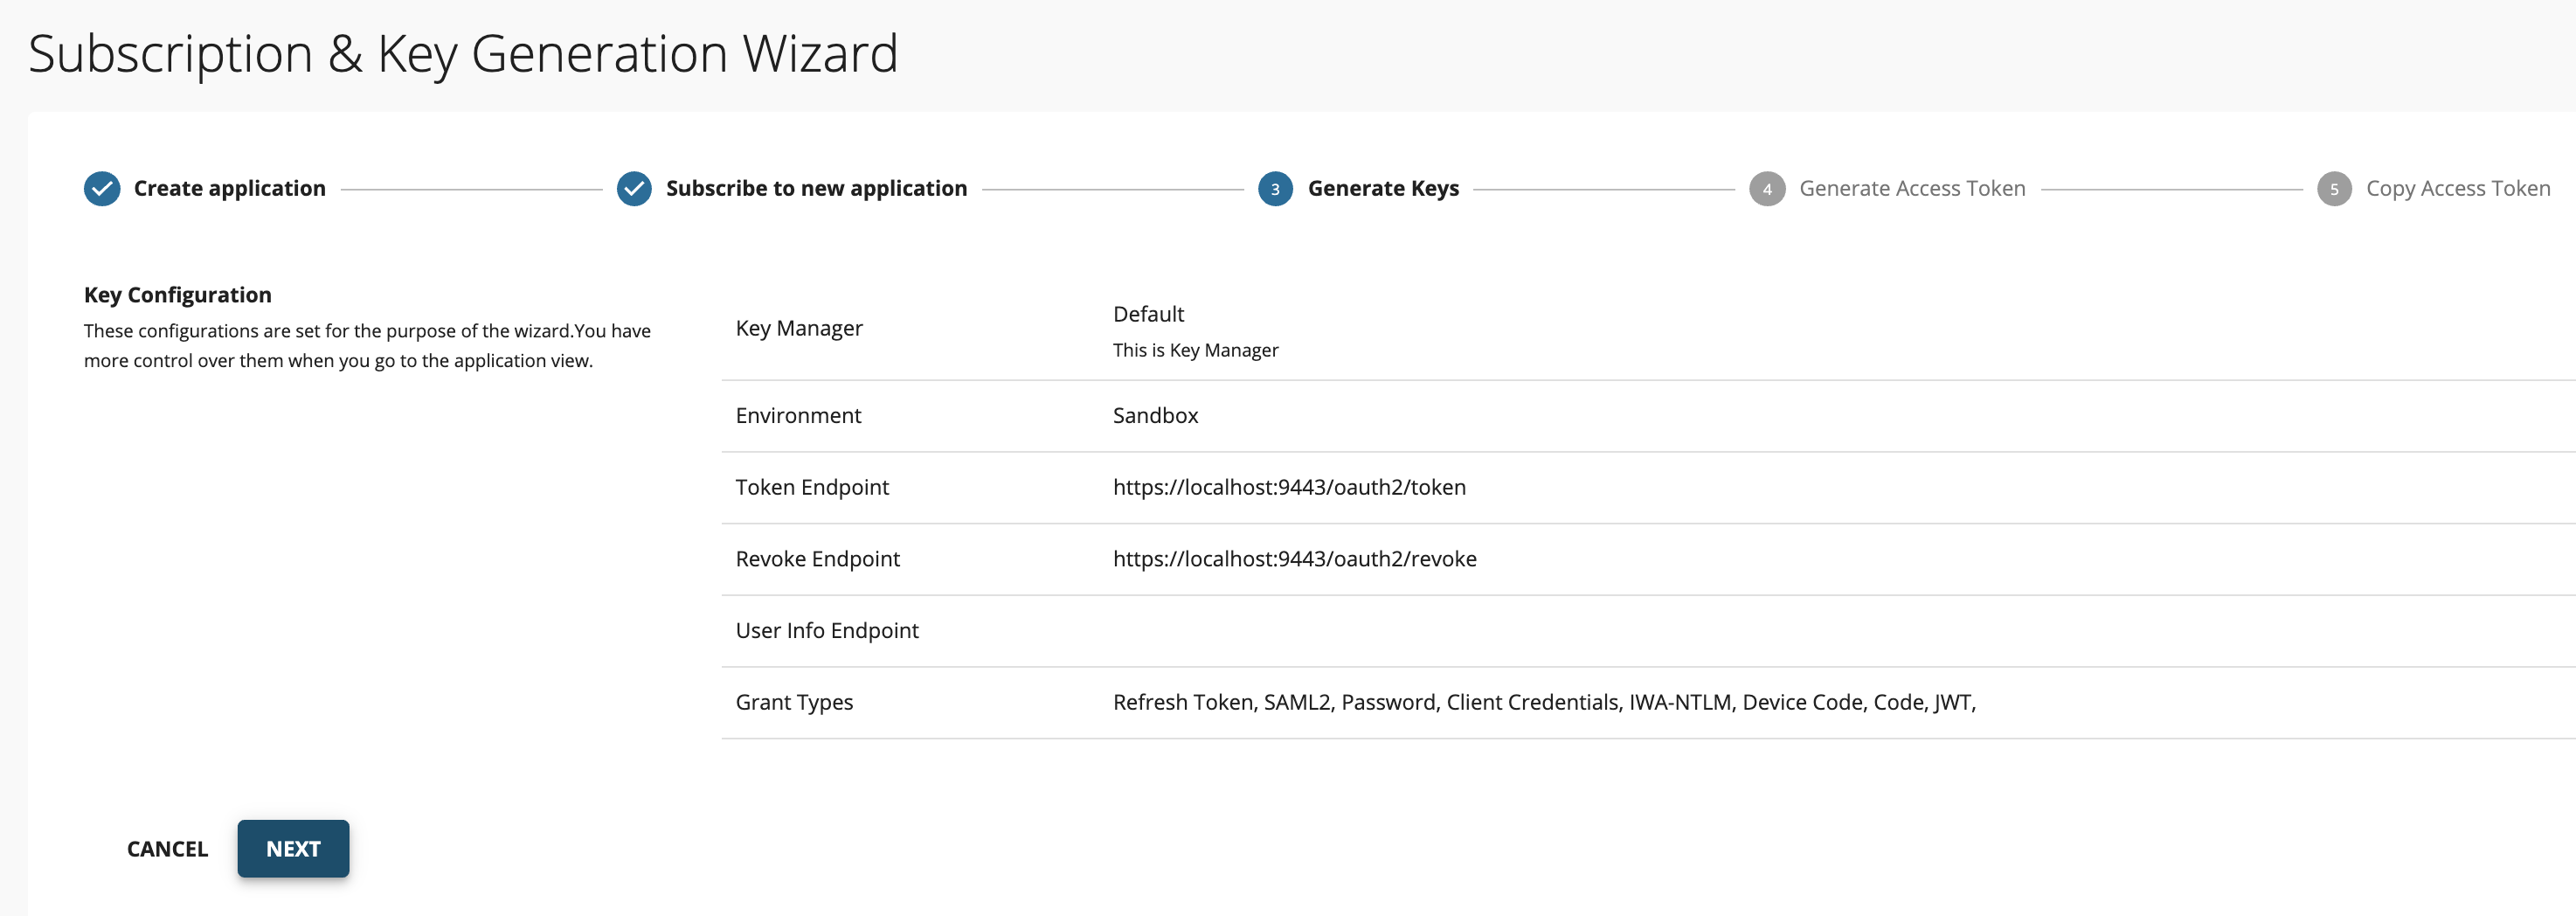 Subscription & Key Generation Wizard
Create application
Subscribe to new application
3 Generate Keys
4 Generate Access Token
5 Copy Access Token
Key Configuration
These configurations are set for the purpose of the wizard.You have
more control over them when you go to the application view.
Key Manager
Default
This is Key Manager
Environment Sandbox
Token Endpoint https://localhost:9443/oauth2/token
Revoke Endpoint https://localhost:9443/oauth2/revoke
User Info Endpoint
Grant Types Refresh Token, SAML2, Password, Client Credentials, IWA-NTLM, Device Code, Code, JWT,
CANCEL NEXT